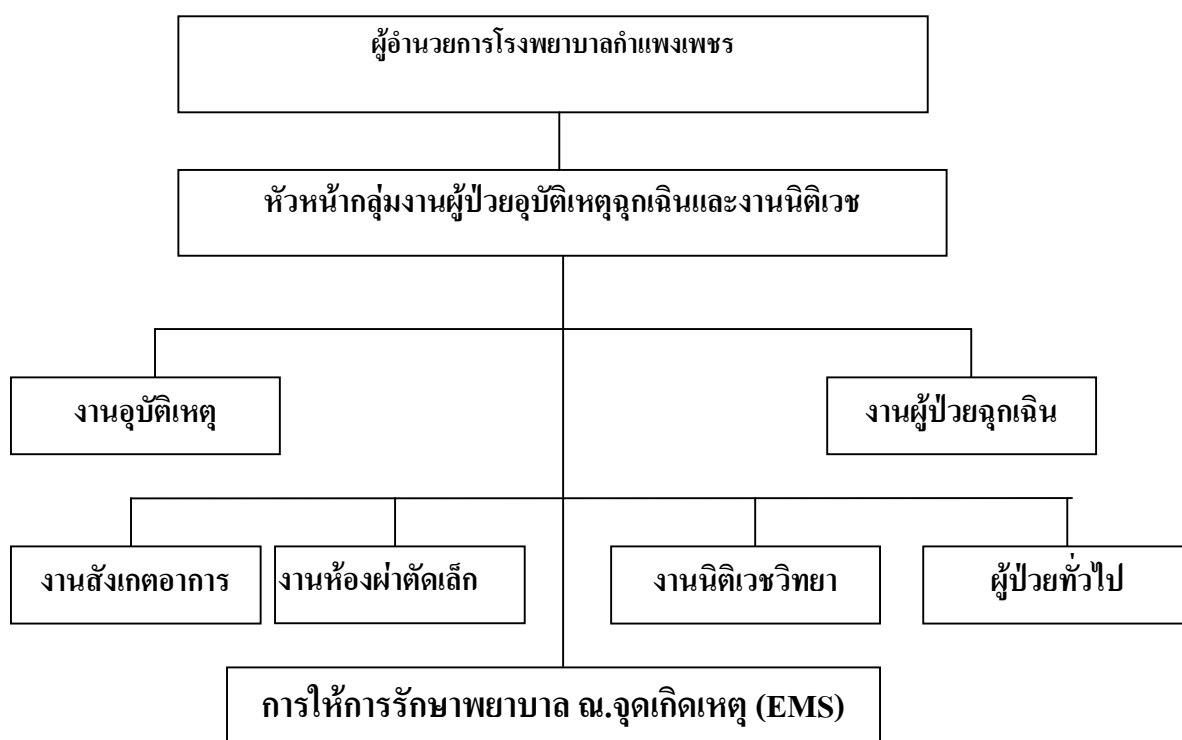 ผู้อำนวยการโรงพยาบาลกำแพงเพชร
หัวหน้ากลุ่มงานผู้ป่วยอุบัติเหตุฉุกเฉินและงานนิติเวช
งานอุบัติเหตุ
งานผู้ป่วยฉุกเฉิน
งานสังเกตอาการ
งานห้องผ่าตัดเล็ก
งานนิติเวชวิทยา
ผู้ป่วยทั่วไป
การให้การรักษาพยาบาล ณ.จุดเกิดเหตุ (EMS)